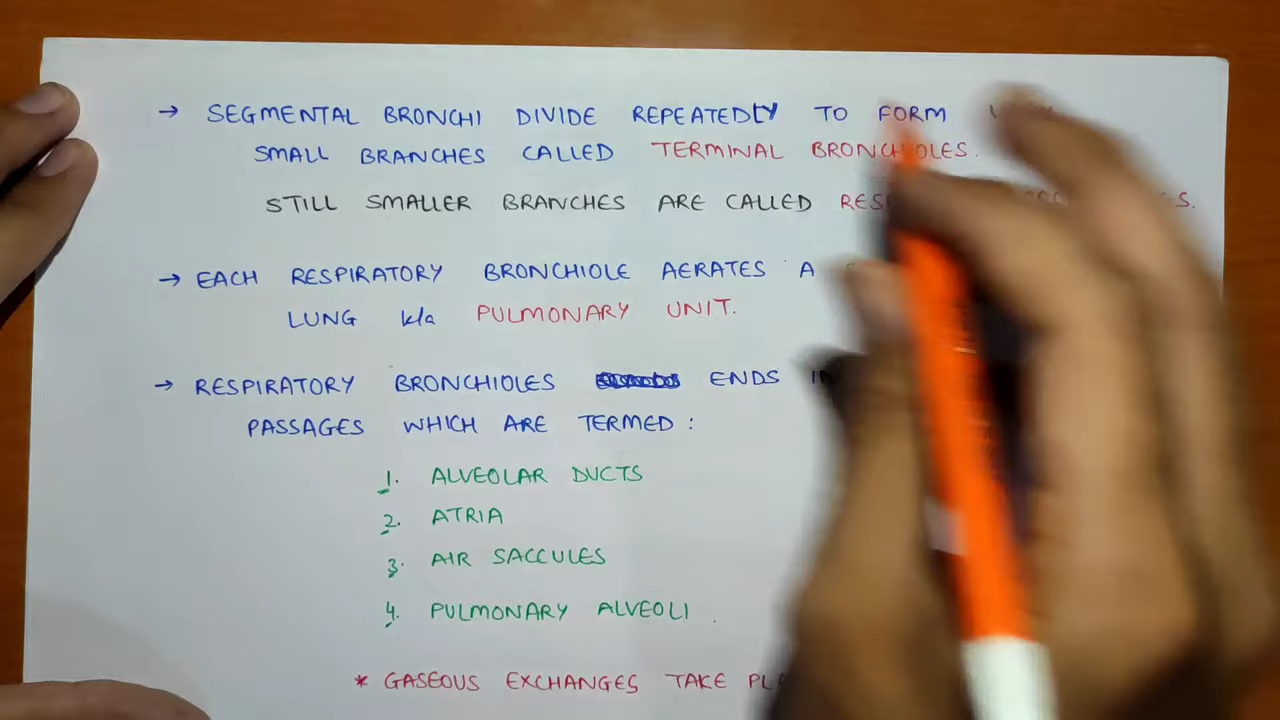 → SEGMENTAL BRONCHI DIVIDE REPEATEDLY TO FORM
SMALL BRANCHES CALLED TERMINAL BRONCHIOLES.
STILL SMALLER BRANCHES ARE CALLED
→ EACH RESPIRATORY BRONCHIOLE AERATES A
LUNG k/a PULMONARY UNIT.
→ RESPIRATORY BRONCHIOLES ENDS
PASSAGES WHICH ARE TERMED :
1. ALVEOLAR DUCTS
2. ATRIA
3. AIR SACCULES
4. PULMONARY ALVEOLI .
* GASEOUS EXCHANGES TAKE